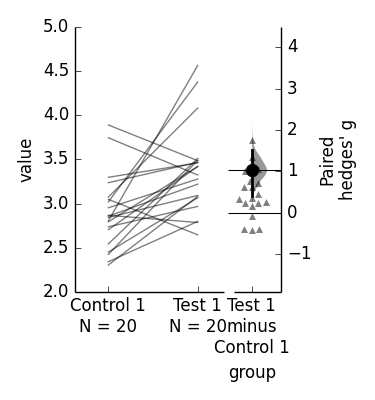 5.0
4.5
4.0
3.5
3.0
2.5
2.0
value
4
3
2
1
0
−1
Paired
hedges' g
Control 1
N = 20
Test 1
N = 20
Test 1
minus
Control 1
group